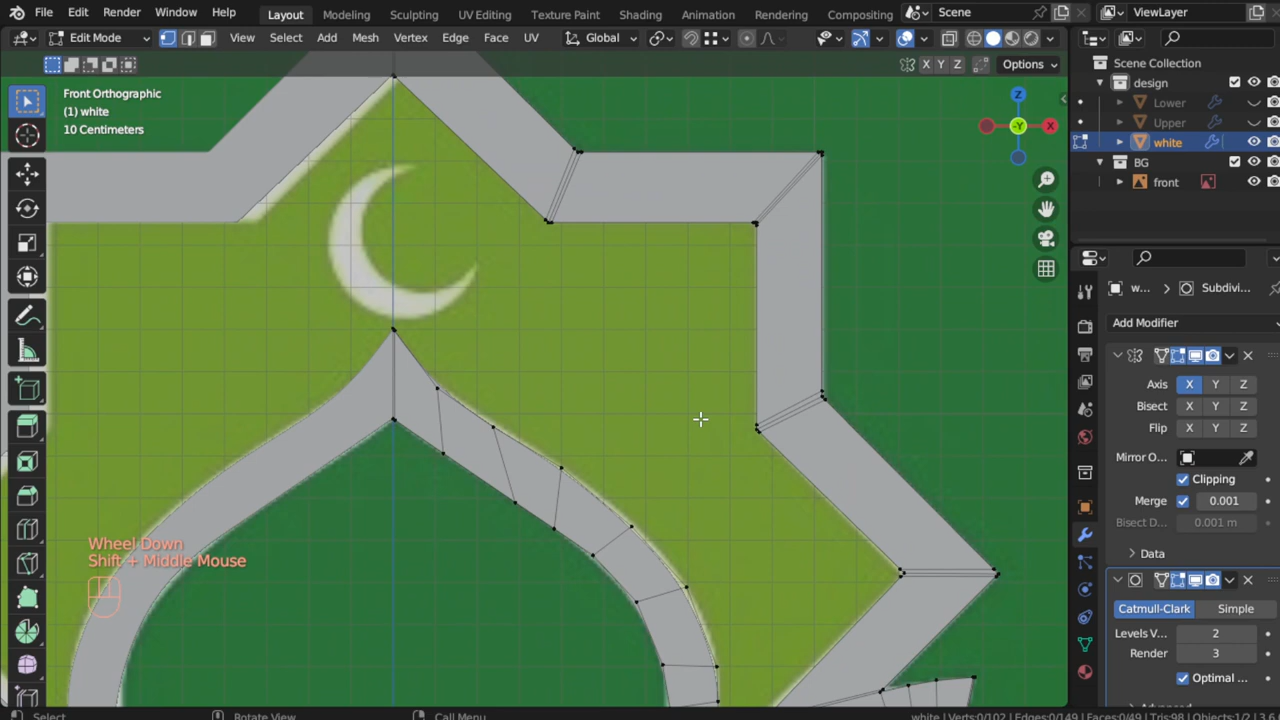 File Edit Render Window Help Layout Modeling Sculpting UV Editing Texture Paint Shading Animation Rendering Compositing Scene ViewLayer
Edit Mode View Select Add Mesh Vertex Edge Face UV Global
X Y Z Options
Scene Collection
design
Lower
Upper
white
BG
front
Front Orthographic
(1) white
10 Centimeters
Z
X
-Y
w... Subdivi...
Add Modifier
Axis X Y Z
Bisect X Y Z
Flip X Y Z
Mirror O...
Clipping
Merge 0.001
Bisect D... 0.001 m
Data
Catmull-Clark Simple
Levels V... 2
Render 3
Optimal ...
Wheel Down
Shift + Middle Mouse
Select Rotate View Call Menu